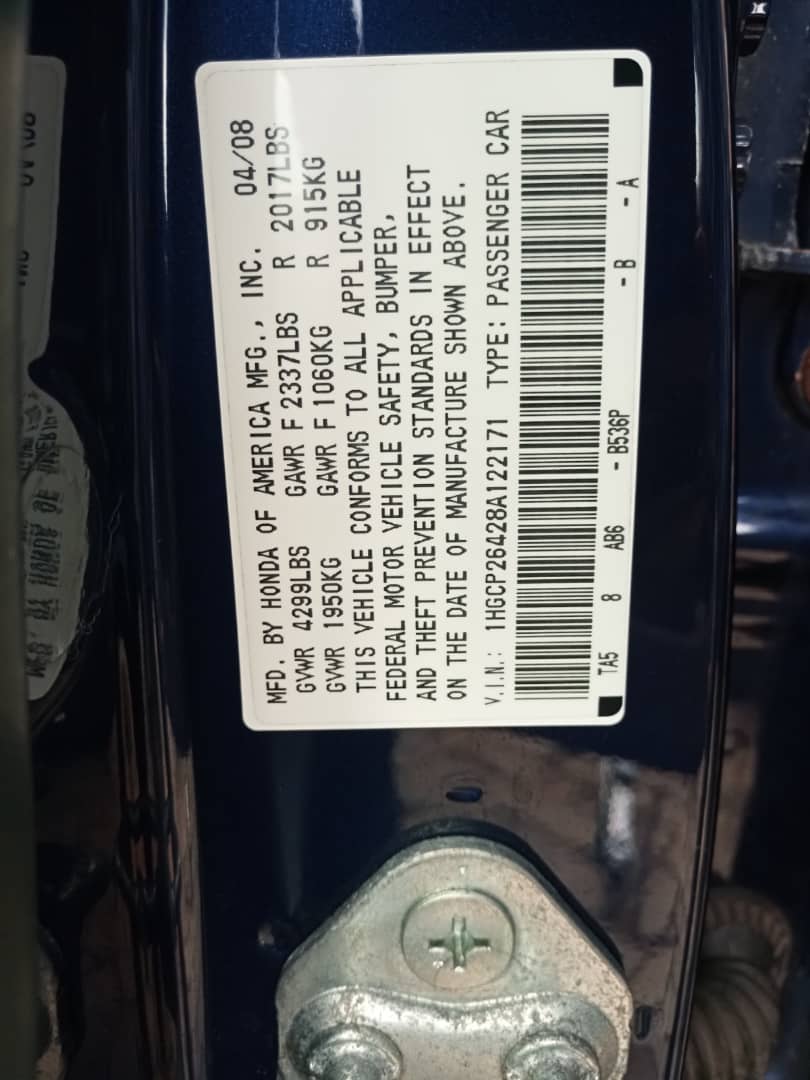 MFD. BY HONDA OF AMERICA MFG., INC. 04/08
GVWR 4299LBS GAWR F 2337LBS R 2017LBS
GVWR 1950KG GAWR F 1060KG R 915KG
THIS VEHICLE CONFORMS TO ALL APPLICABLE
FEDERAL MOTOR VEHICLE SAFETY, BUMPER,
AND THEFT PREVENTION STANDARDS IN EFFECT
ON THE DATE OF MANUFACTURE SHOWN ABOVE.
V.I.N.: 1HGCP26428A122171 TYPE: PASSENGER CAR
TA5 8 AB6 - B536P - B - A